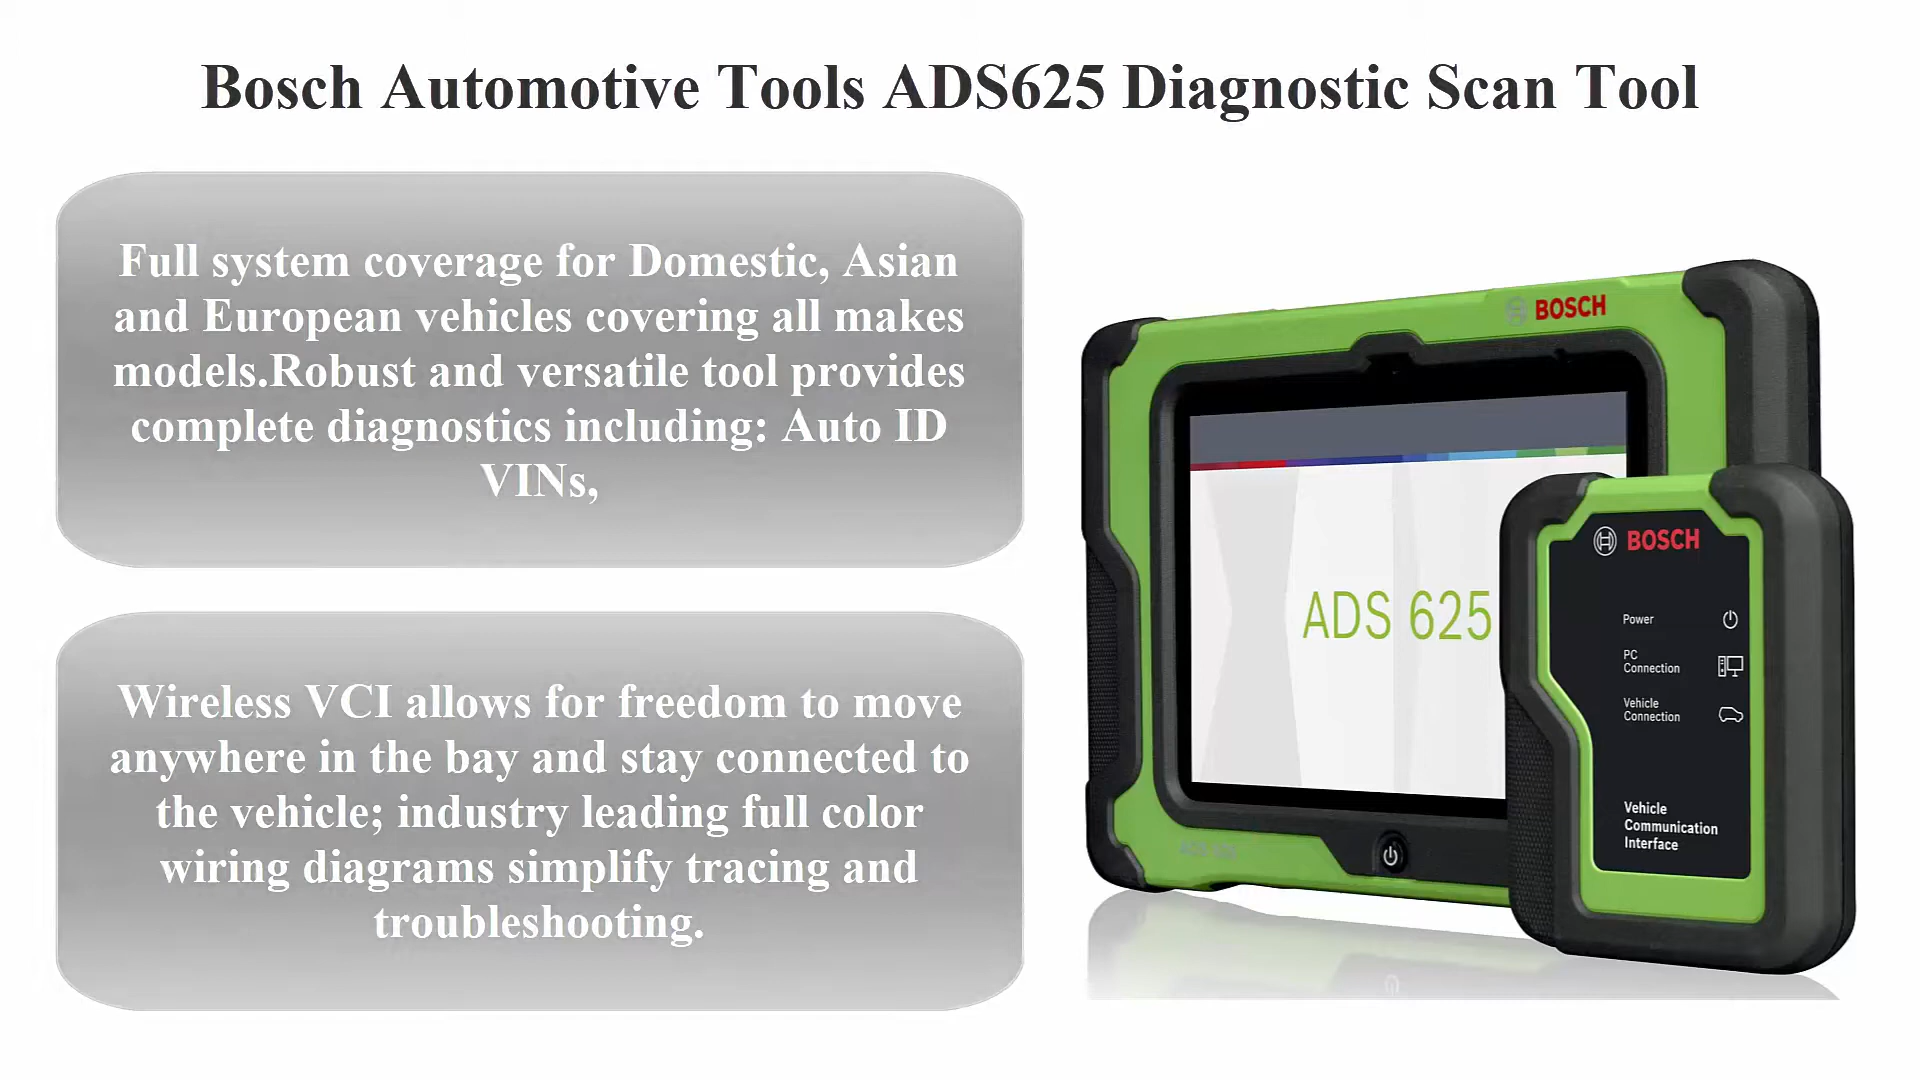 Bosch Automotive Tools ADS625 Diagnostic Scan Tool
Full system coverage for Domestic, Asian
and European vehicles covering all makes
models.Robust and versatile tool provides
complete diagnostics including: Auto ID
VINs,
Wireless VCI allows for freedom to move
anywhere in the bay and stay connected to
the vehicle; industry leading full color
wiring diagrams simplify tracing and
troubleshooting.
BOSCH
ADS 625
BOSCH
Power
PC
Connection
Vehicle
Connection
Vehicle
Communication
Interface